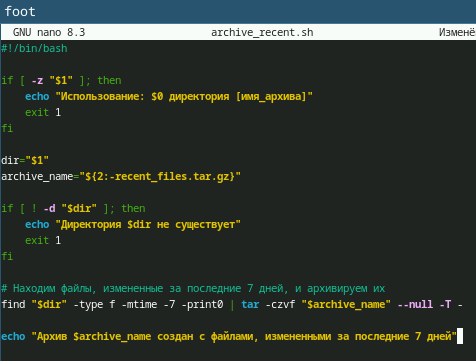 foot
GNU nano 8.3 archive_recent.sh Изменё
#!/bin/bash
if [ -z "$1" ]; then
echo "Использование: $0 директория [имя_архива]"
exit 1
fi
dir="$1"
archive_name="${2:-recent_files.tar.gz}"
if [ ! -d "$dir" ]; then
echo "Директория $dir не существует"
exit 1
fi
# Находим файлы, измененные за последние 7 дней, и архивируем их
find "$dir" -type f -mtime -7 -print0 | tar -czvf "$archive_name" --null -T -
echo "Архив $archive_name создан с файлами, измененными за последние 7 дней"